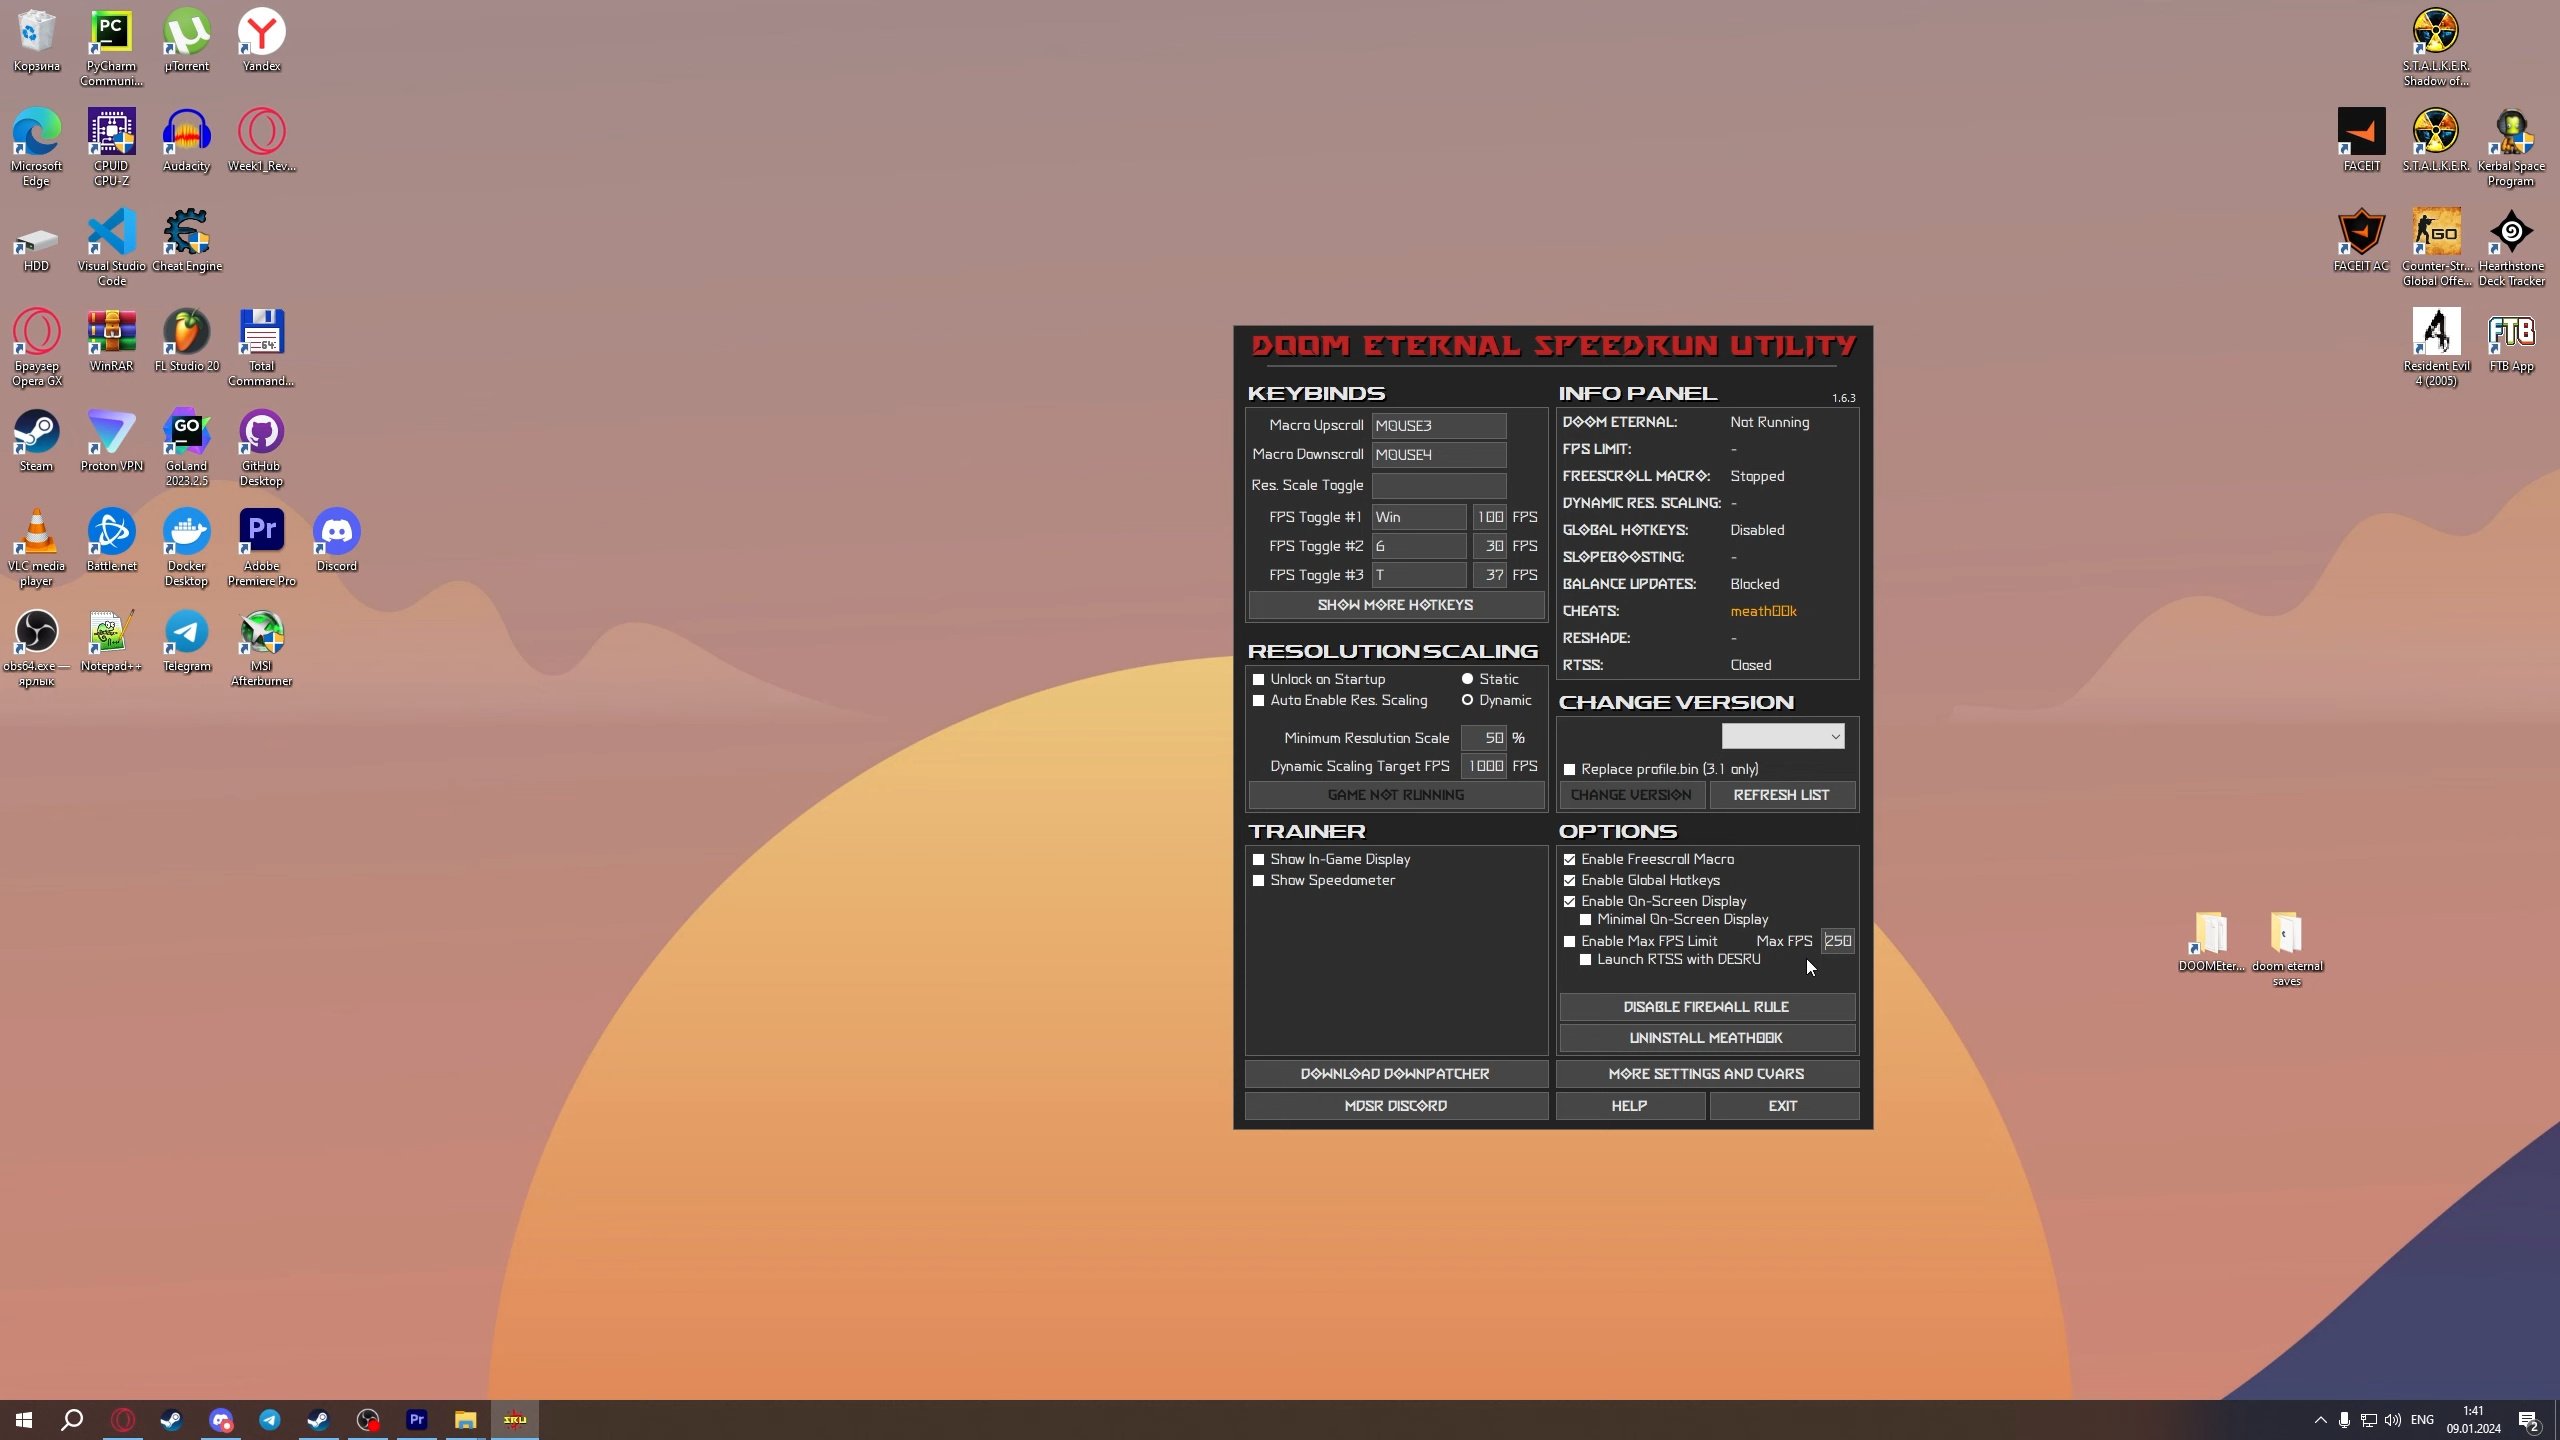 Корзина
PyCharm
Communi...
µTorrent
Yandex
Microsoft
Edge
CPUID
CPU-Z
Audacity
Week1_Rev...
HDD
Visual Studio
Code
Cheat Engine
Браузер
Opera GX
WinRAR
FL Studio 20
Total
Command...
Steam
Proton VPN
GoLand
2023.2.5
GitHub
Desktop
VLC media
player
Battle.net
Docker
Desktop
Adobe
Premiere Pro
Discord
obs64.exe —
ярлык
Notepad++
Telegram
MSI
Afterburner
S.T.A.L.K.E.R.
Shadow of...
FACEIT
S.T.A.L.K.E.R.
Kerbal Space
Program
FACEIT AC
Counter-Str...
Global Offe...
Hearthstone
Deck Tracker
Resident Evil
4 (2005)
FTB App
DOOMEter...
doom eternal
saves
DOOM ETERNAL SPEEDRUN UTILITY
KEYBINDS
Macro Upscroll MOUSE3
Macro Downscroll MOUSE4
Res. Scale Toggle
FPS Toggle #1 Win 100 FPS
FPS Toggle #2 6 30 FPS
FPS Toggle #3 T 37 FPS
SHOW MORE HOTKEYS
RESOLUTION SCALING
Unlock on Startup Static
Auto Enable Res. Scaling Dynamic
Minimum Resolution Scale 50 %
Dynamic Scaling Target FPS 1000 FPS
GAME NOT RUNNING
TRAINER
Show In-Game Display
Show Speedometer
DOWNLOAD DOWNPATCHER
MDSR DISCORD
INFO PANEL 1.6.3
DOOM ETERNAL: Not Running
FPS LIMIT: -
FREESCROLL MACRO: Stopped
DYNAMIC RES. SCALING: -
GLOBAL HOTKEYS: Disabled
SLOPEBOOSTING: -
BALANCE UPDATES: Blocked
CHEATS: meath00k
RESHADE: -
RTSS: Closed
CHANGE VERSION
Replace profile.bin (3.1 only)
CHANGE VERSION REFRESH LIST
OPTIONS
Enable Freescroll Macro
Enable Global Hotkeys
Enable On-Screen Display
Minimal On-Screen Display
Enable Max FPS Limit Max FPS 250
Launch RTSS with DESRU
DISABLE FIREWALL RULE
UNINSTALL MEATH00K
MORE SETTINGS AND CVARS
HELP EXIT
PC
GO
Pr
64
GO
FTB
Pr
SRU
ENG
1:41
09.01.2024
2